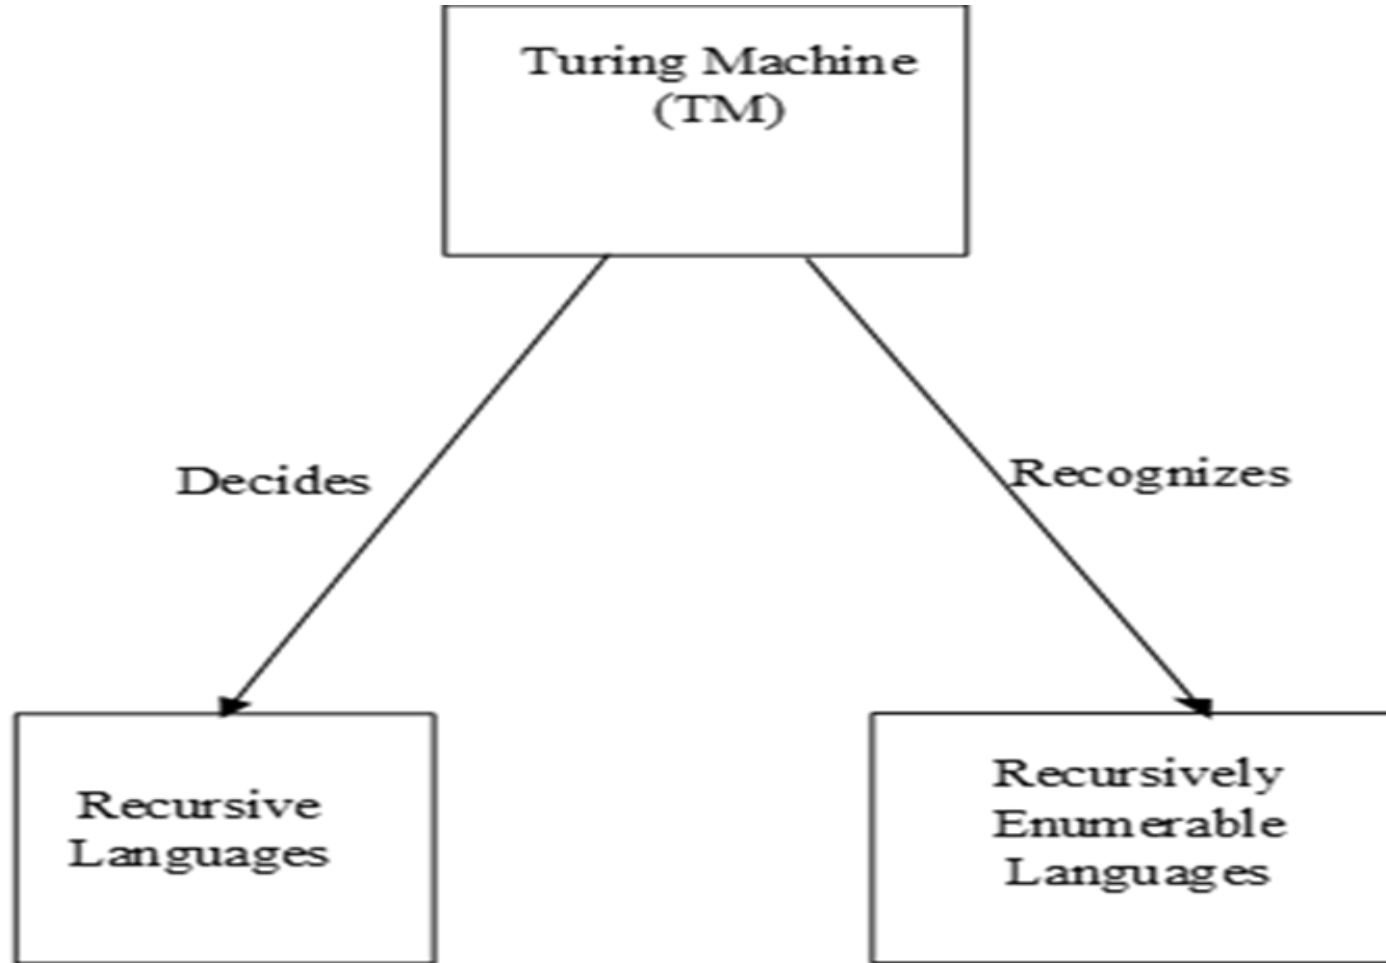 Turing Machine
(TM)
Decides
Recognizes
Recursive
Languages
Recursively
Enumerable
Languages